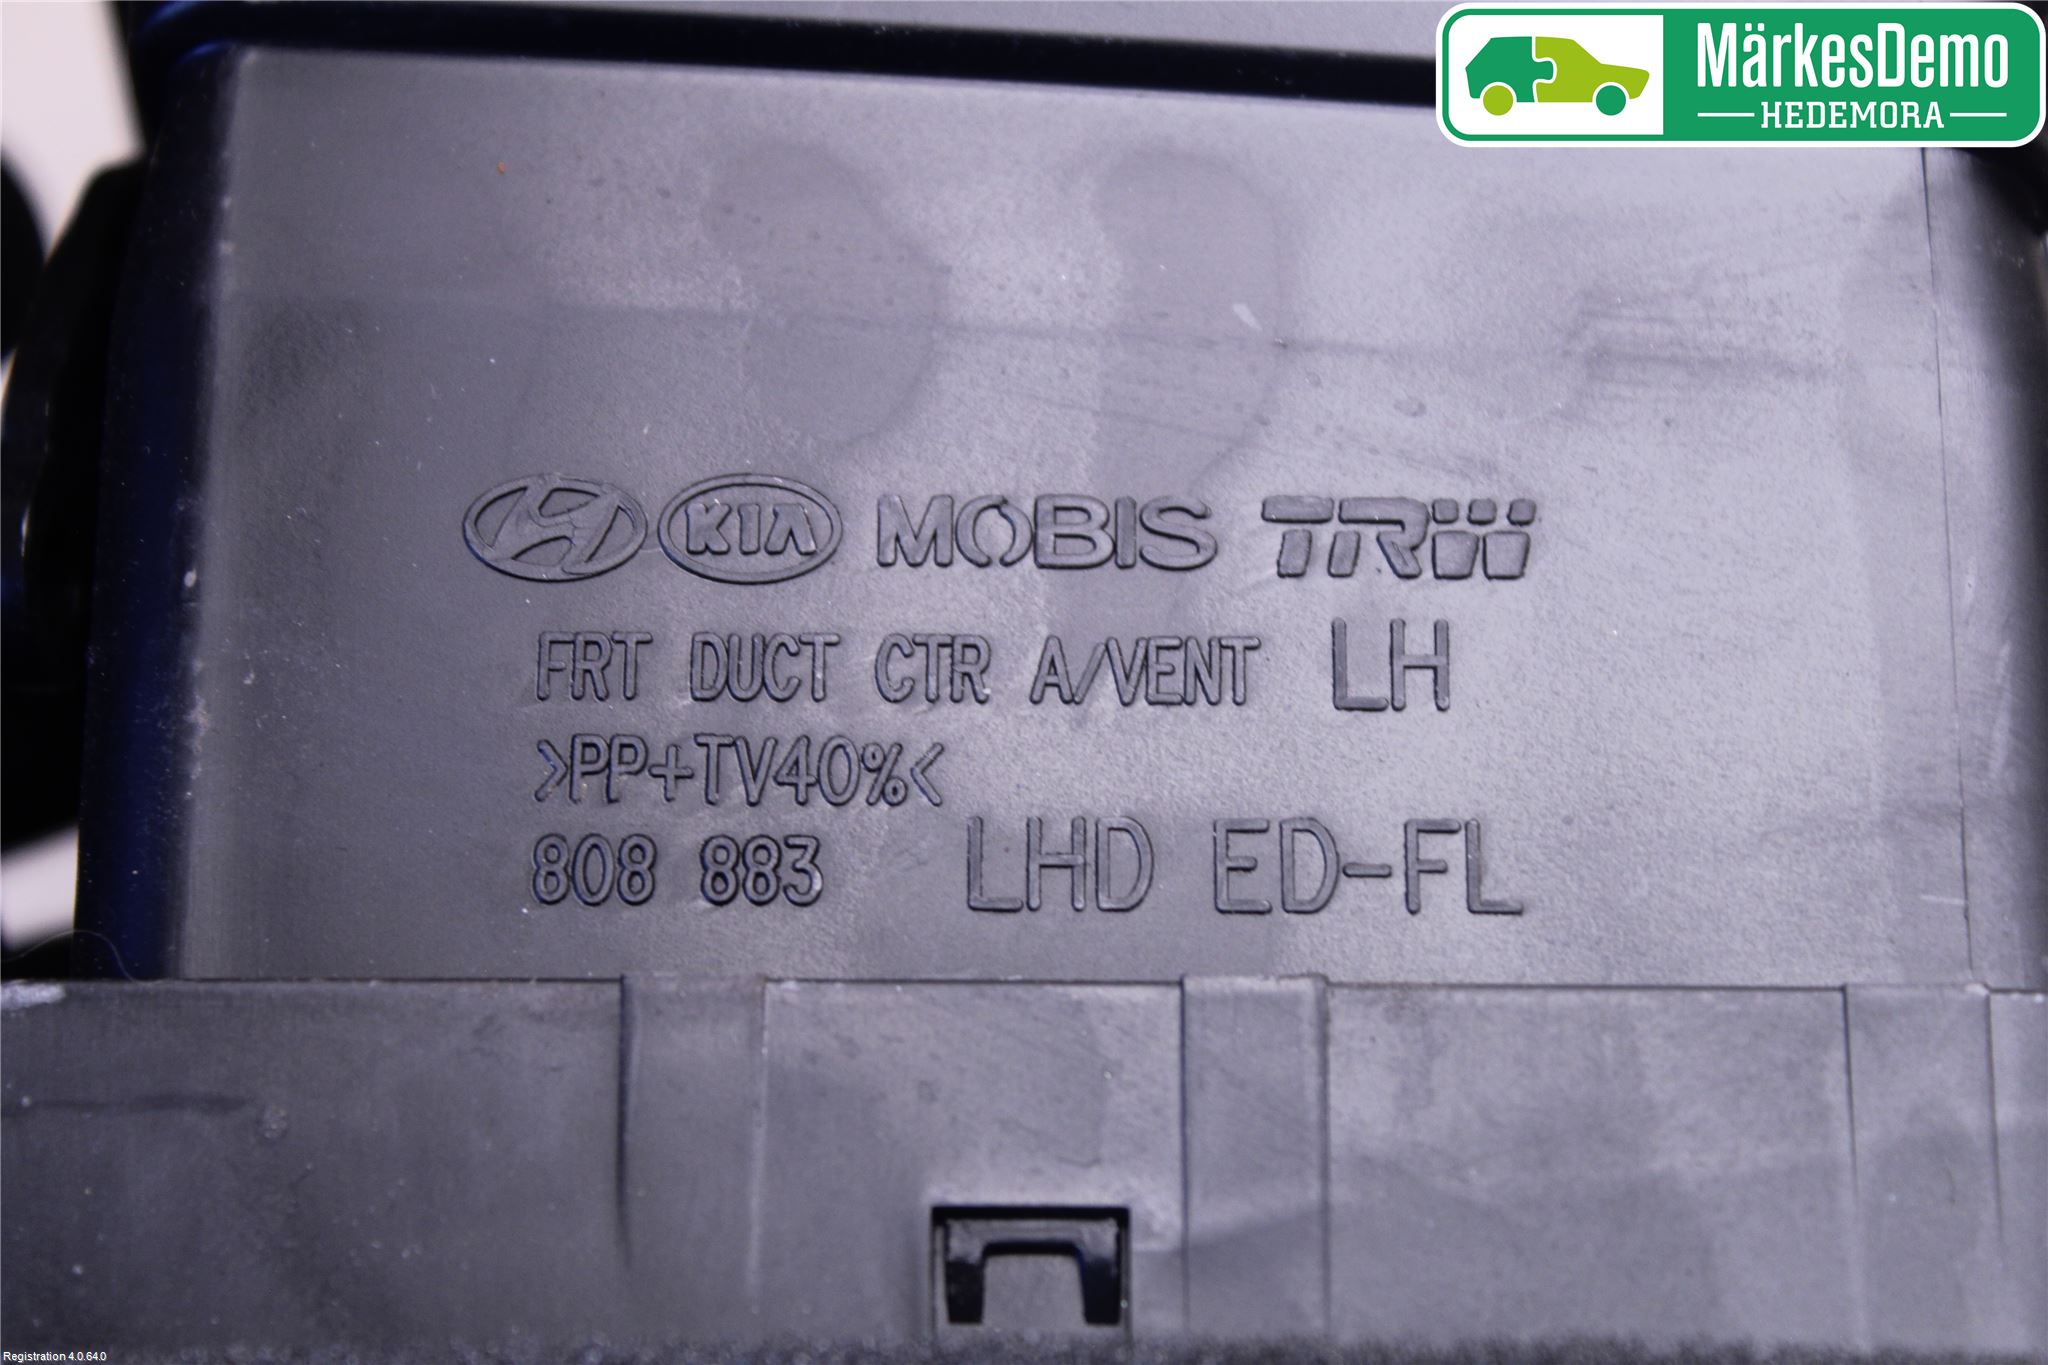 MärkesDemo
HEDEMORA
KIA MOBIS TRW
FRT DUCT CTR A/VENT LH
>PP+TV40%<
808 883 LHD ED-FL
Registration 4.0.64.0